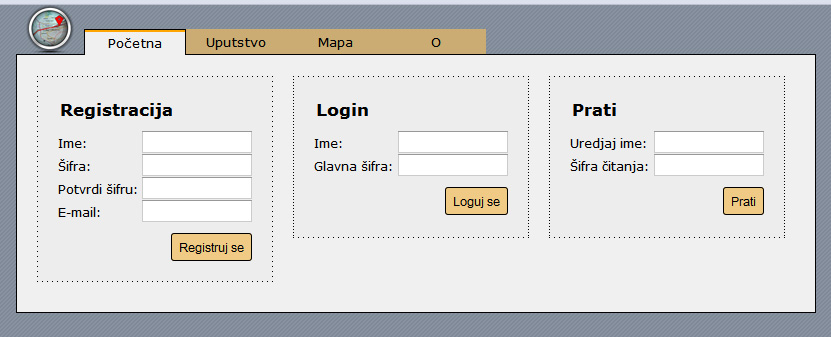 Početna Uputstvo Mapa O
Registracija
Ime:
Šifra:
Potvrdi šifru:
E-mail:
Registruj se
Login
Ime:
Glavna šifra:
Loguj se
Prati
Uredjaj ime:
Šifra čitanja:
Prati